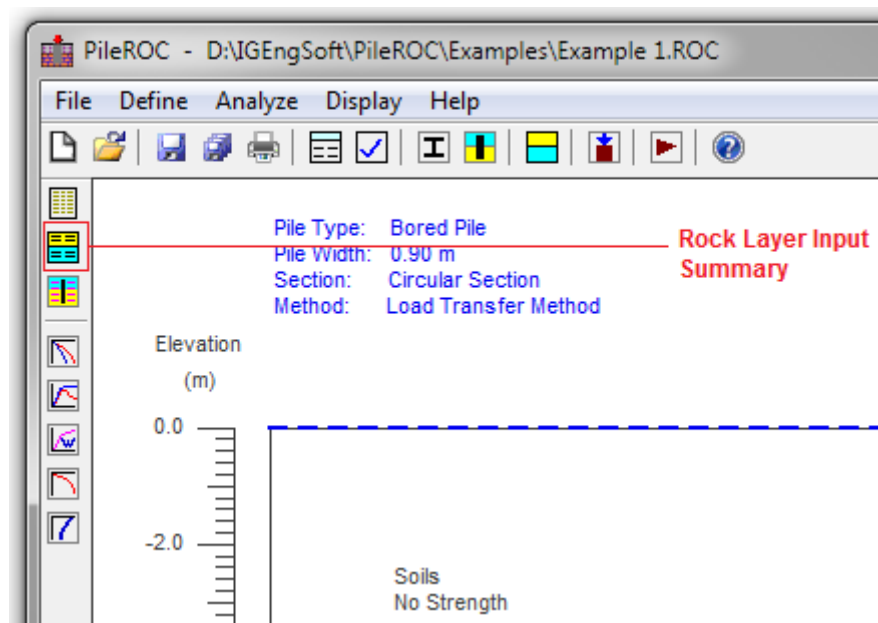 PileROC - D:\IGEngSoft\PileROC\Examples\Example 1.ROC
File Define Analyze Display Help
Pile Type: Bored Pile
Pile Width: 0.90 m
Section: Circular Section
Method: Load Transfer Method
Rock Layer Input
Summary
Elevation
(m)
0.0
-2.0
Soils
No Strength